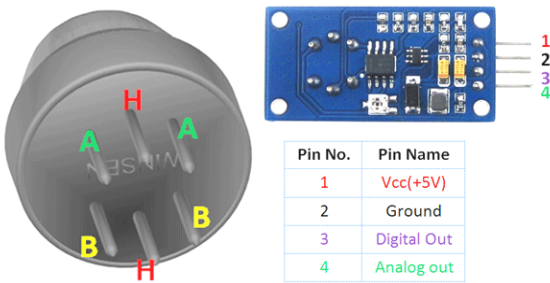 H
A
A
WINSEN
B
B
H
1
2
3
4
Pin No. Pin Name
1 Vcc(+5V)
2 Ground
3 Digital Out
4 Analog out